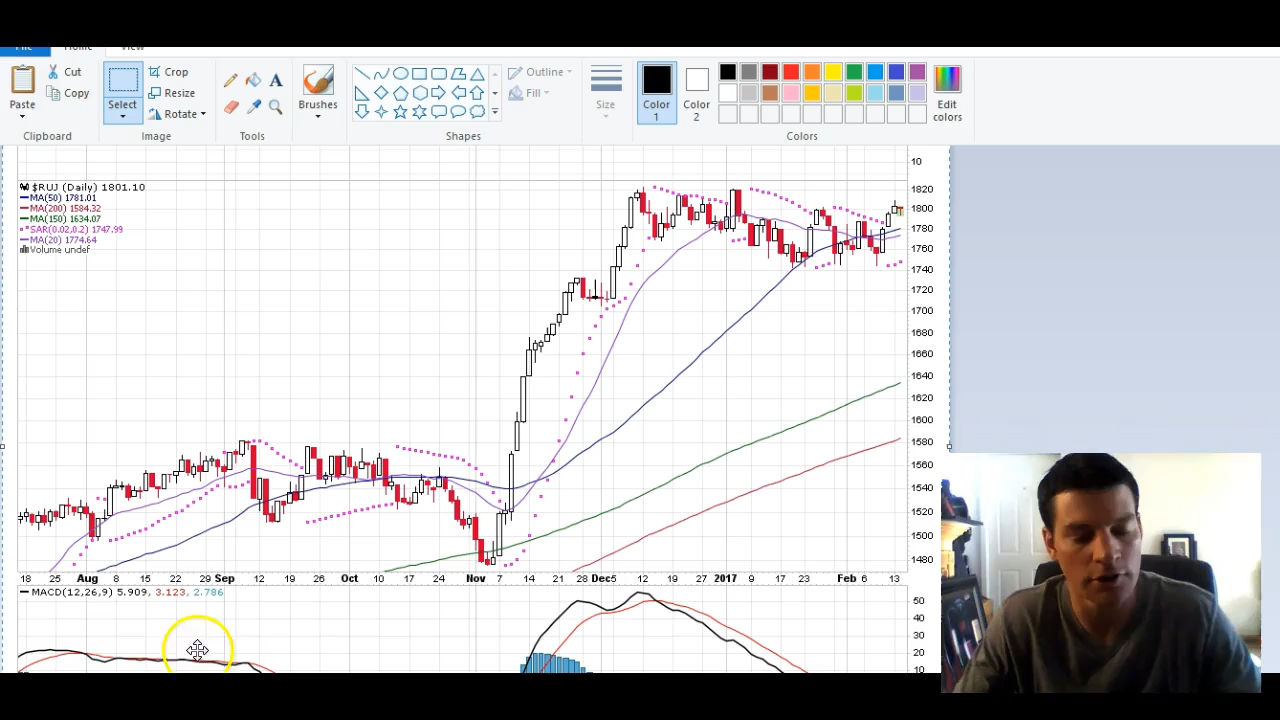 File Home View
Paste
Cut
Copy
Clipboard
Select
Crop
Resize
Rotate
Image
Tools
Brushes
Outline
Fill
Shapes
Size
Color 1
Color 2
Edit colors
Colors
10
$RUJ (Daily) 1801.10
MA(50) 1781.01
MA(200) 1584.32
MA(150) 1634.07
SAR(0.02,0.2) 1747.99
MA(20) 1774.64
Volume undef
1820
1800
1780
1760
1740
1720
1700
1680
1660
1640
1620
1600
1580
1560
1540
1520
1500
1480
18 25 Aug 8 15 22 29 Sep 12 19 26 Oct 10 17 24 Nov 7 14 21 28 Dec 5 12 19 27 2017 9 17 23 Feb 6 13
MACD(12,26,9) 5.909, 3.123, 2.786
50
40
30
20
10